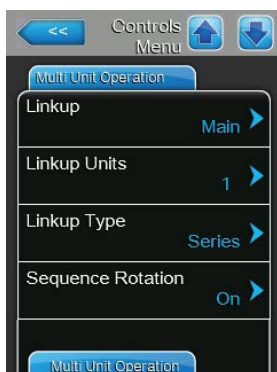 <<
Controls
Menu
Multi Unit Operation
Linkup
Main
Linkup Units
1
Linkup Type
Series
Sequence Rotation
On
Multi Unit Operation